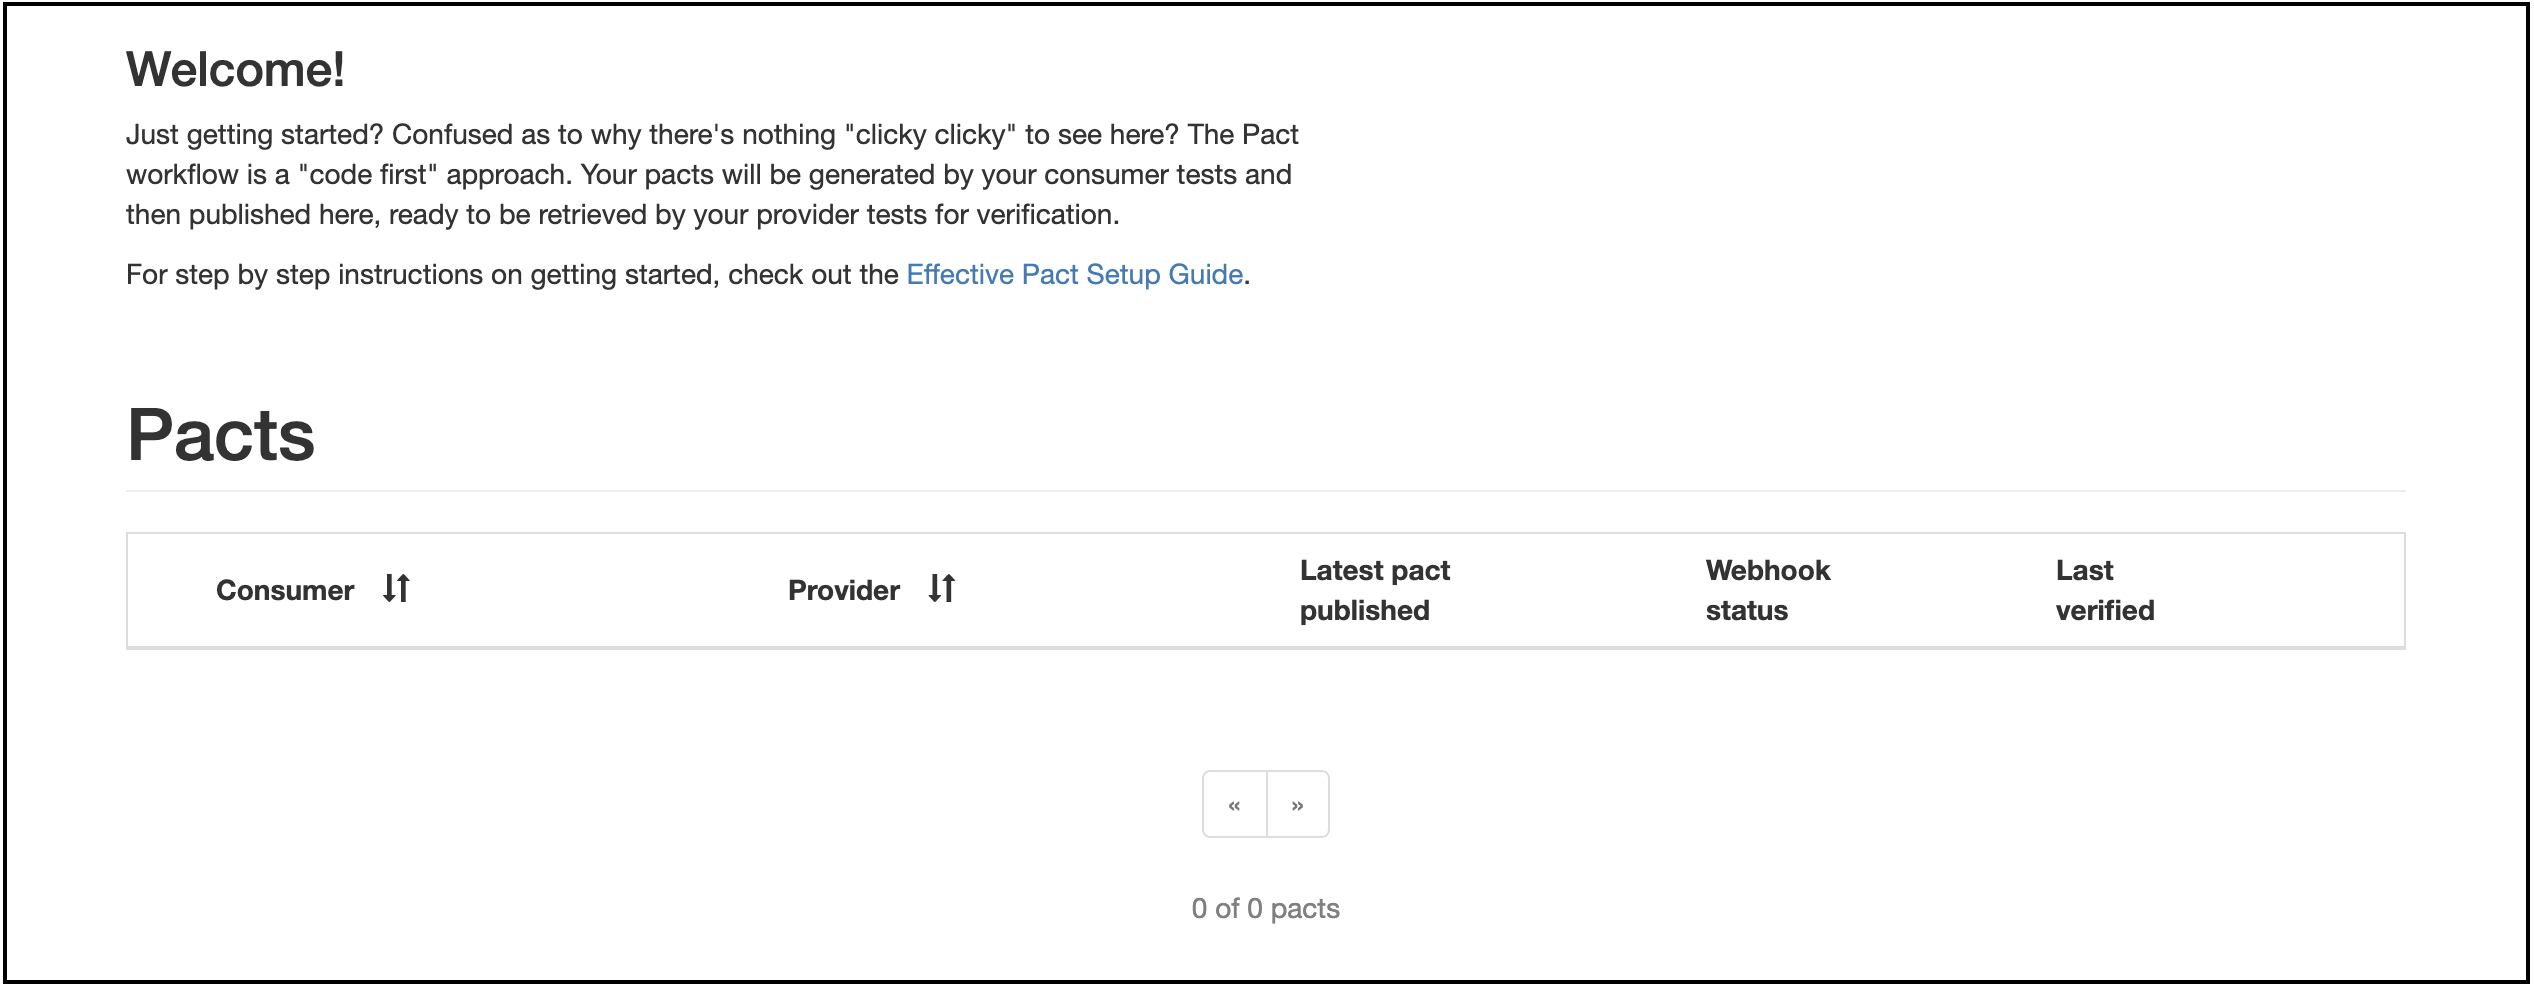 Welcome!
Just getting started? Confused as to why there's nothing "clicky clicky" to see here? The Pact
workflow is a "code first" approach. Your pacts will be generated by your consumer tests and
then published here, ready to be retrieved by your provider tests for verification.
For step by step instructions on getting started, check out the Effective Pact Setup Guide.
Pacts
Consumer
Provider
Latest pact
published
Webhook
status
Last
verified
« »
0 of 0 pacts